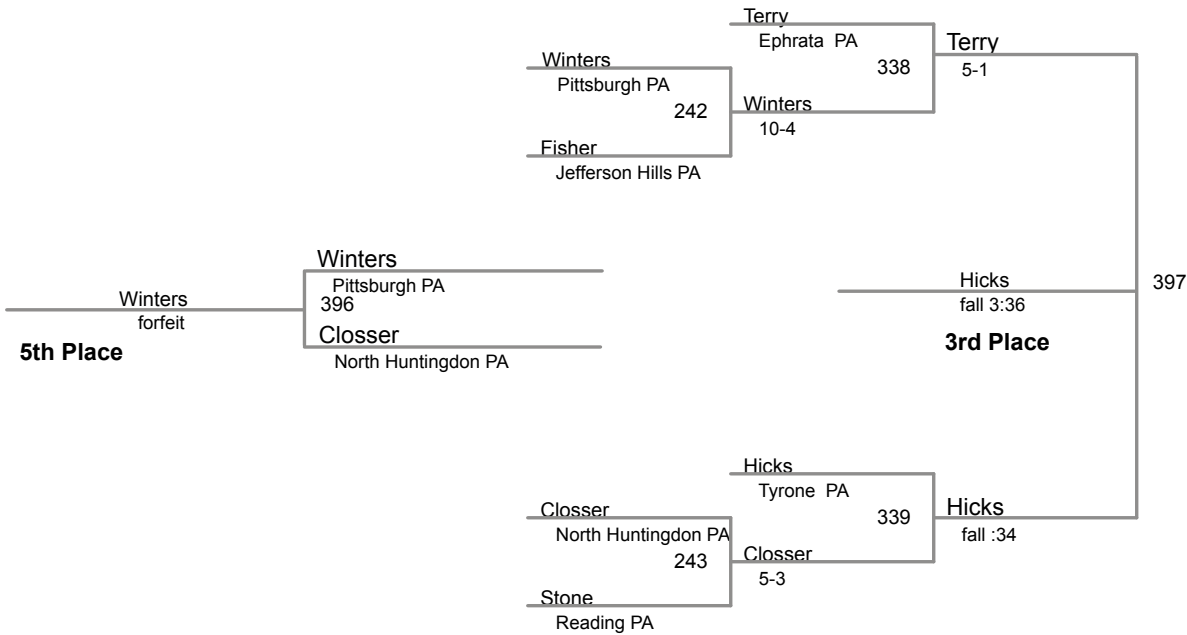 Terry
Ephrata PA
Terry
5-1
338
Winters
Pittsburgh PA
242
Winters
10-4
Fisher
Jefferson Hills PA
Winters
Pittsburgh PA
396
Winters
forfeit
5th Place
Closser
North Huntingdon PA
Hicks
fall 3:36
3rd Place
397
Hicks
Tyrone PA
339
Hicks
fall :34
Closser
North Huntingdon PA
243
Closser
5-3
Stone
Reading PA